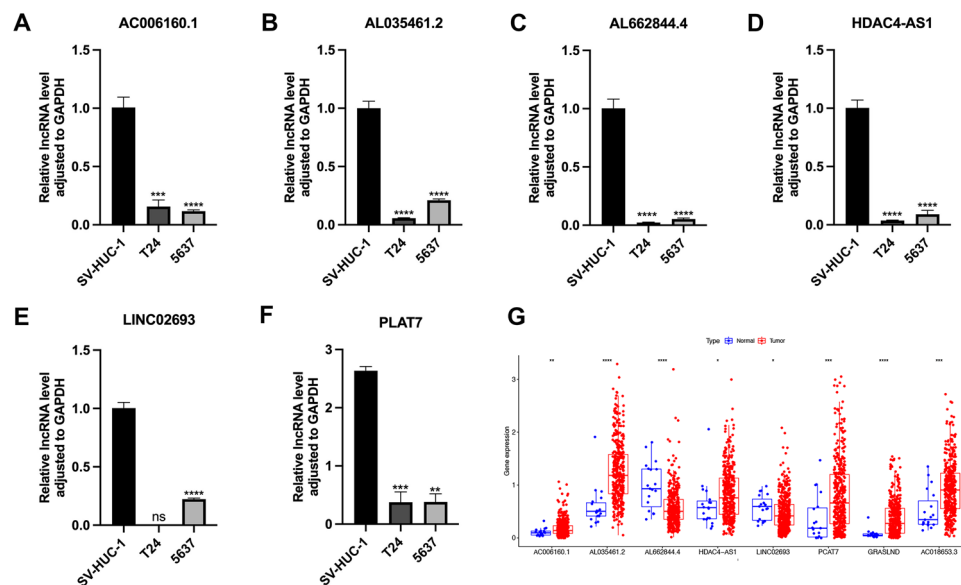 A
AC006160.1
Relative lncRNA level
adjusted to GAPDH
1.5
1.0
0.5
0.0
***
****
SV-HUC-1
T24
5637
B
AL035461.2
Relative lncRNA level
adjusted to GAPDH
1.5
1.0
0.5
0.0
****
****
SV-HUC-1
T24
5637
C
AL662844.4
Relative lncRNA level
adjusted to GAPDH
1.5
1.0
0.5
0.0
****
****
SV-HUC-1
T24
5637
D
HDAC4-AS1
Relative lncRNA level
adjusted to GAPDH
1.5
1.0
0.5
0.0
****
****
SV-HUC-1
T24
5637
E
LINC02693
Relative lncRNA level
adjusted to GAPDH
1.5
1.0
0.5
0.0
ns
****
SV-HUC-1
T24
5637
F
PLAT7
Relative lncRNA level
adjusted to GAPDH
3
2
1
0
***
**
SV-HUC-1
T24
5637
G
Type Normal Tumor
** **** **** * * *** **** ***
Gene expression
3
2
1
0
AC006160.1 AL035461.2 AL662844.4 HDAC4-AS1 LINC02693 PCAT7 GRASLND AC018653.3